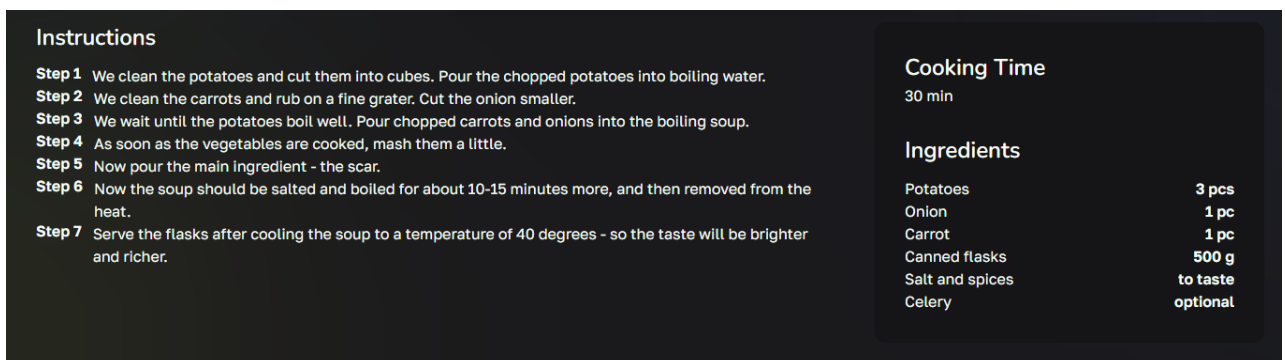 Instructions
Step 1 We clean the potatoes and cut them into cubes. Pour the chopped potatoes into boiling water.
Step 2 We clean the carrots and rub on a fine grater. Cut the onion smaller.
Step 3 We wait until the potatoes boil well. Pour chopped carrots and onions into the boiling soup.
Step 4 As soon as the vegetables are cooked, mash them a little.
Step 5 Now pour the main ingredient - the scar.
Step 6 Now the soup should be salted and boiled for about 10-15 minutes more, and then removed from the
heat.
Step 7 Serve the flasks after cooling the soup to a temperature of 40 degrees - so the taste will be brighter
and richer.
Cooking Time
30 min
Ingredients
Potatoes 3 pcs
Onion 1 pc
Carrot 1 pc
Canned flasks 500 g
Salt and spices to taste
Celery optional